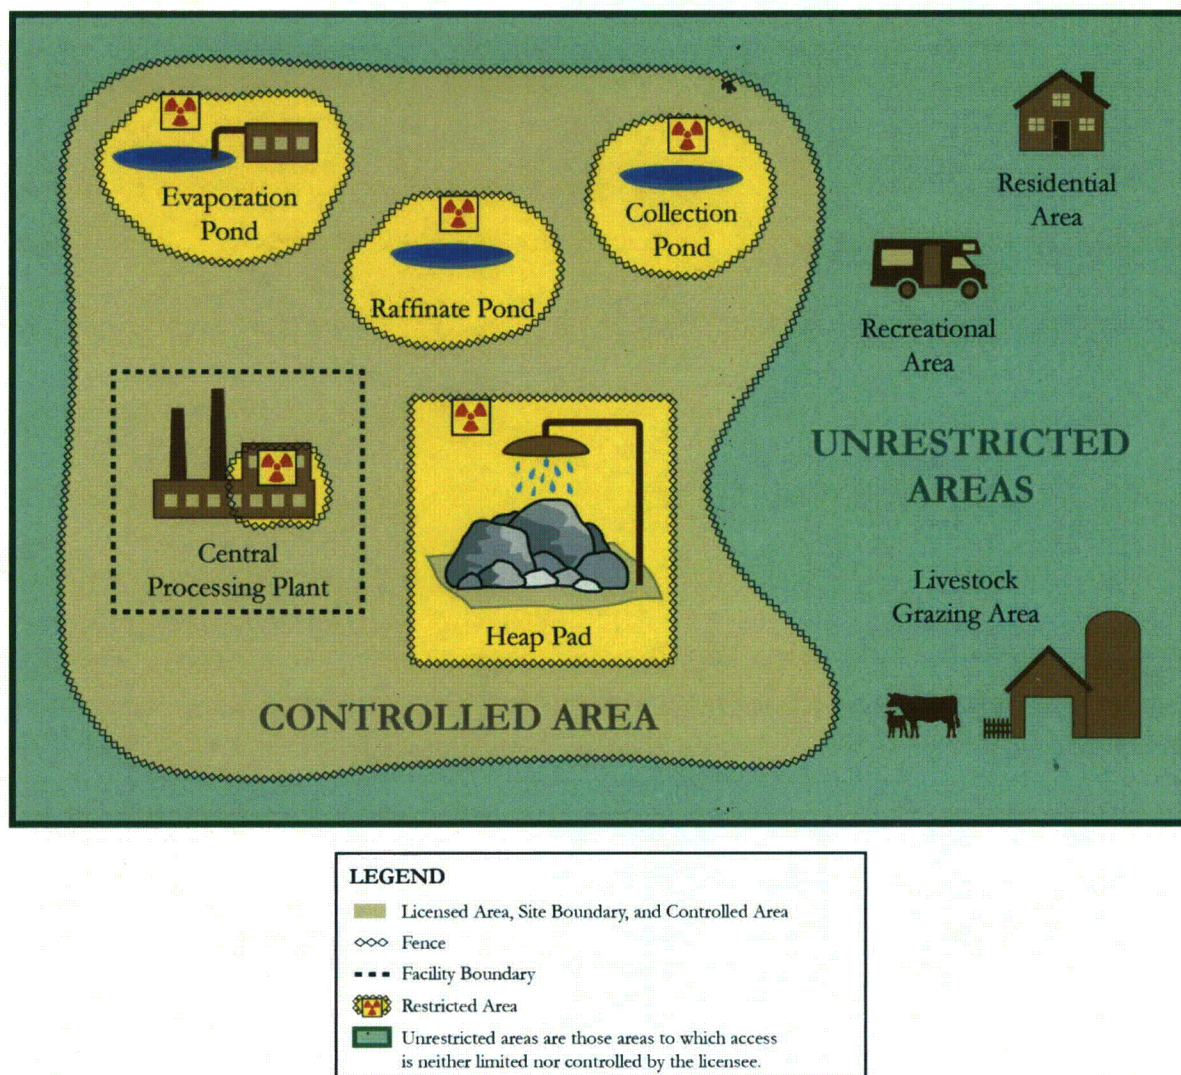 Evaporation
Pond
Collection
Pond
Raffinate Pond
Residential
Area
Recreational
Area
UNRESTRICTED
AREAS
Central
Processing Plant
Heap Pad
Livestock
Grazing Area
CONTROLLED AREA
LEGEND
Licensed Area, Site Boundary, and Controlled Area
Fence
Facility Boundary
Restricted Area
Unrestricted areas are those areas to which access
is neither limited nor controlled by the licensee.